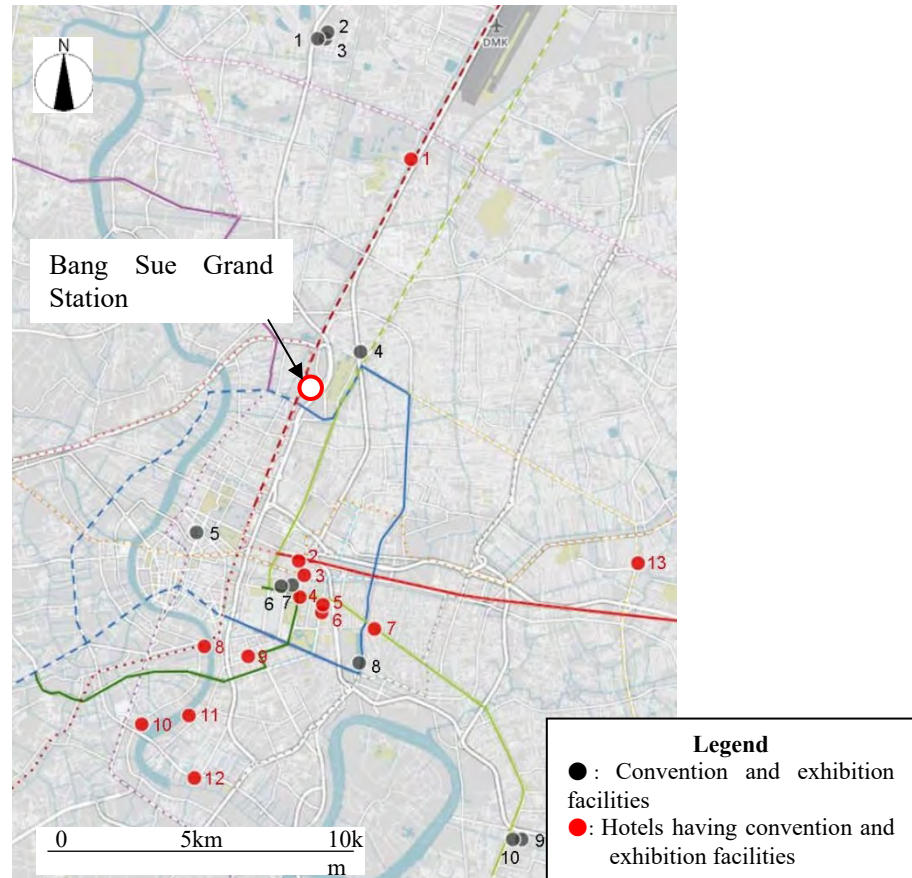 1
2
3
N
DMK
1
Bang Sue Grand
Station
4
5
2
3
13
6
7
4
5
6
7
8
9
8
10
11
12
0 5km 10k
m
10
9
Legend
: Convention and exhibition
facilities
: Hotels having convention and
exhibition facilities